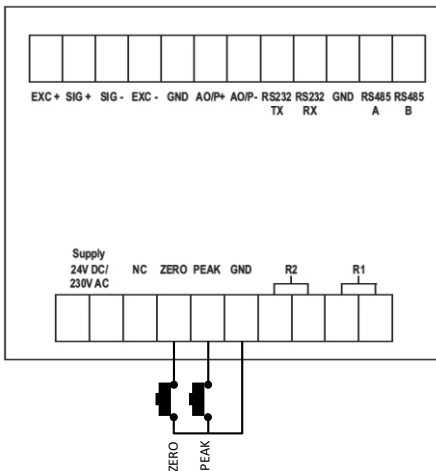 EXC + SIG + SIG - EXC - GND AO/P+ AO/P- RS232 RS232 GND RS485 RS485
TX RX A B
Supply
24V DC/ NC ZERO PEAK GND R2 R1
230V AC
ZERO PEAK